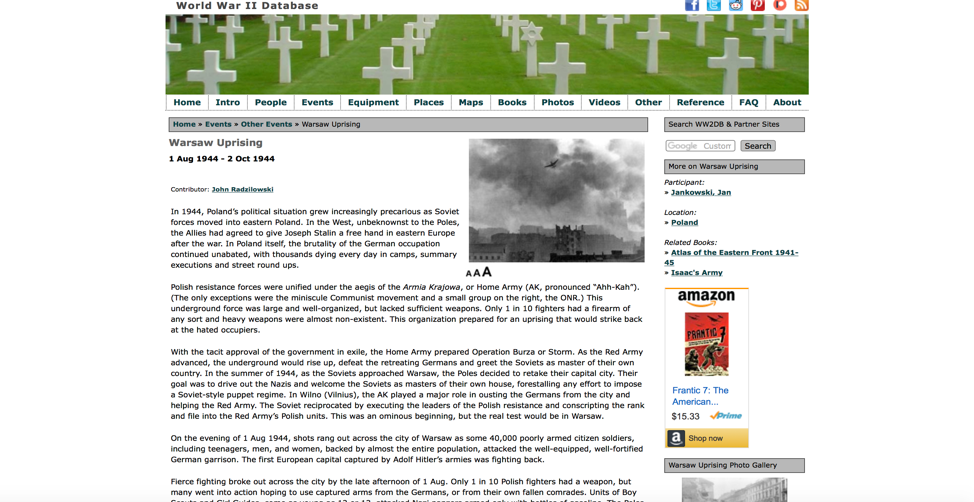 World War II Database
Home Intro People Events Equipment Places Maps Books Photos Videos Other Reference FAQ About
Home » Events » Other Events » Warsaw Uprising
Warsaw Uprising
1 Aug 1944 - 2 Oct 1944
Contributor: John Radzilowski
In 1944, Poland's political situation grew increasingly precarious as Soviet
forces moved into eastern Poland. In the West, unbeknownst to the Poles,
the Allies had agreed to give Joseph Stalin a free hand in eastern Europe
after the war. In Poland itself, the brutality of the German occupation
continued unabated, with thousands dying every day in camps, summary
executions and street round ups.
A A A
Polish resistance forces were unified under the aegis of the Armia Krajowa, or Home Army (AK, pronounced “Ahh-Kah”).
(The only exceptions were the miniscule Communist movement and a small group on the right, the ONR.) This
underground force was large and well-organized, but lacked sufficient weapons. Only 1 in 10 fighters had a firearm of
any sort and heavy weapons were almost non-existent. This organization prepared for an uprising that would strike back
at the hated occupiers.
With the tacit approval of the government in exile, the Home Army prepared Operation Burza or Storm. As the Red Army
advanced, the underground would rise up, defeat the retreating Germans and greet the Soviets as master of their own
country. In the summer of 1944, as the Soviets approached Warsaw, the Poles decided to retake their capital city. Their
goal was to drive out the Nazis and welcome the Soviets as masters of their own house, forestalling any effort to impose
a Soviet-style puppet regime. In Wilno (Vilnius), the AK played a major role in ousting the Germans from the city and
helping the Red Army. The Soviet reciprocated by executing the leaders of the Polish resistance and conscripting the rank
and file into the Red Army's Polish units. This was an ominous beginning, but the real test would be in Warsaw.
On the evening of 1 Aug 1944, shots rang out across the city of Warsaw as some 40,000 poorly armed citizen soldiers,
including teenagers, men, and women, backed by almost the entire population, attacked the well-equipped, well-fortified
German garrison. The first European capital captured by Adolf Hitler's armies was fighting back.
Fierce fighting broke out across the city by the late afternoon of 1 Aug. Only 1 in 10 Polish fighters had a weapon, but
many went into action hoping to use captured arms from the Germans, or from their own fallen comrades. Units of Boy
Search WW2DB & Partner Sites
Google Custom Search
More on Warsaw Uprising
Participant:
» Jankowski, Jan
Location:
» Poland
Related Books:
» Atlas of the Eastern Front 1941-
45
» Isaac's Army
amazon
FRANTIC 7
Frantic 7: The
American...
$15.33 Prime
a Shop now
Warsaw Uprising Photo Gallery